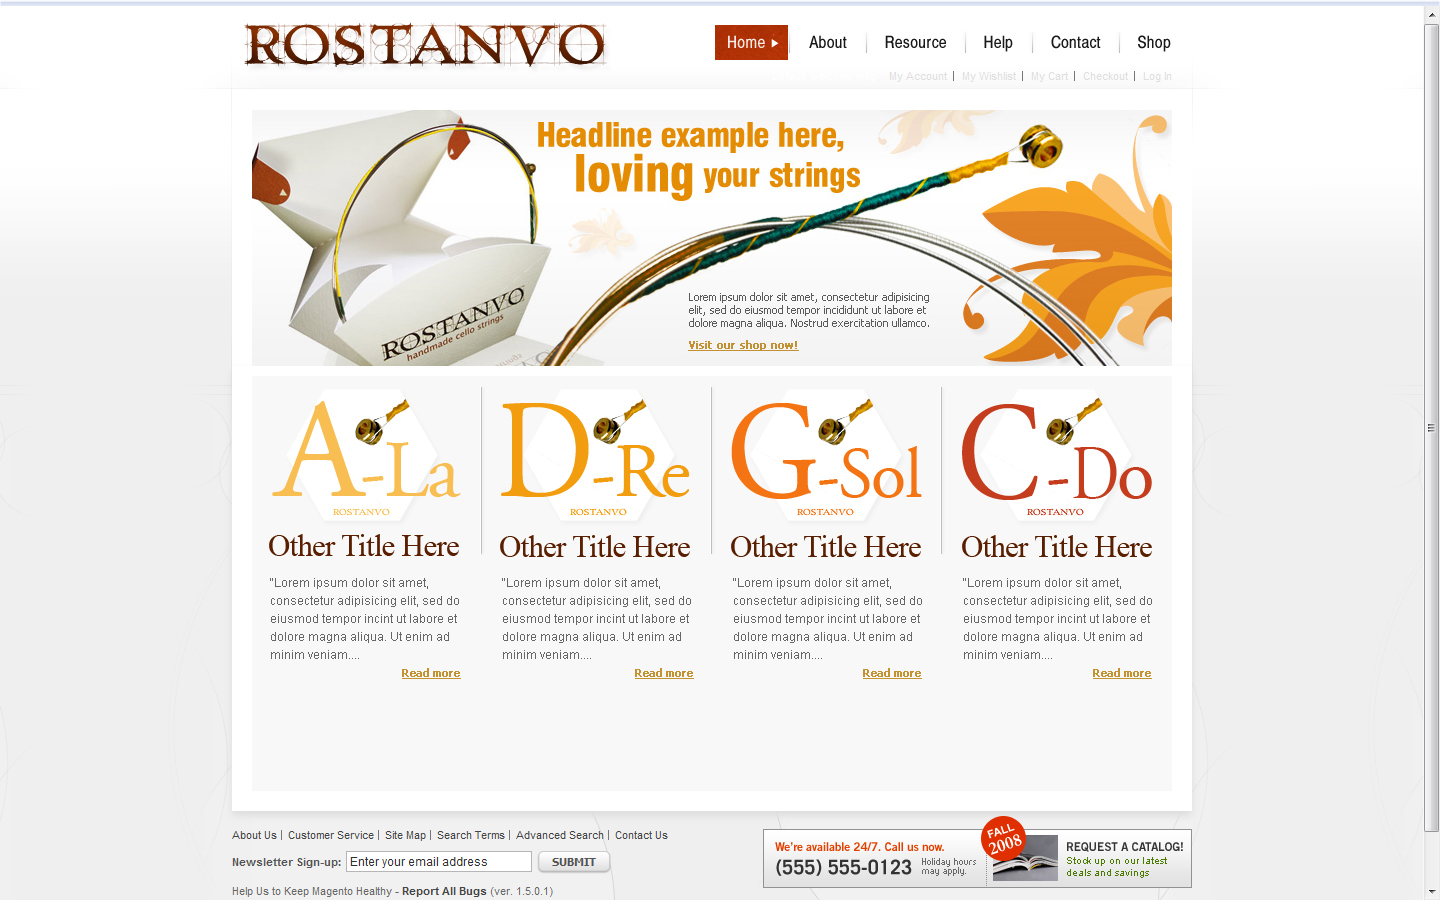 ROSTANVO
Home
About
Resource
Help
Contact
Shop
My Account | My Wishlist | My Cart | Checkout | Log In
Headline example here,
loving your strings
ROSTANVO
handmade cello strings
Lorem ipsum dolor sit amet, consectetur adipisicing
elit, sed do eiusmod tempor incididunt ut labore et
dolore magna aliqua. Nostrud exercitation ullamco.
Visit our shop now!
A-La
ROSTANVO
Other Title Here
"Lorem ipsum dolor sit amet,
consectetur adipisicing elit, sed do
eiusmod tempor incint ut labore et
dolore magna aliqua. Ut enim ad
minim veniam....
Read more
D-Re
ROSTANVO
Other Title Here
"Lorem ipsum dolor sit amet,
consectetur adipisicing elit, sed do
eiusmod tempor incint ut labore et
dolore magna aliqua. Ut enim ad
minim veniam....
Read more
G-Sol
ROSTANVO
Other Title Here
"Lorem ipsum dolor sit amet,
consectetur adipisicing elit, sed do
eiusmod tempor incint ut labore et
dolore magna aliqua. Ut enim ad
minim veniam....
Read more
C-Do
ROSTANVO
Other Title Here
"Lorem ipsum dolor sit amet,
consectetur adipisicing elit, sed do
eiusmod tempor incint ut labore et
dolore magna aliqua. Ut enim ad
minim veniam....
Read more
About Us | Customer Service | Site Map | Search Terms | Advanced Search | Contact Us
Newsletter Sign-up: Enter your email address SUBMIT
Help Us to Keep Magento Healthy - Report All Bugs (ver. 1.5.0.1)
We're available 24/7. Call us now.
(555) 555-0123
Holiday hours
may apply.
FALL
2008
REQUEST A CATALOG!
Stock up on our latest
deals and savings